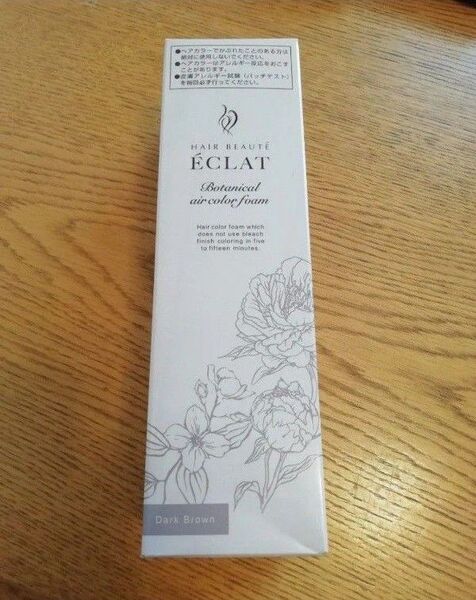 ●ヘアカラーでかぶれたことのある方は
絶対に使用しないでください。
●ヘアカラーはアレルギー反応をおこす
ことがあります。
●皮膚アレルギー試験(パッチテスト)
を毎回必ず行ってください。
HAIR BEAUTÉ
ÉCLAT
Botanical
air color foam
Hair color foam which
does not use bleach
finish coloring in five
to fifteen minutes.
Dark Brown